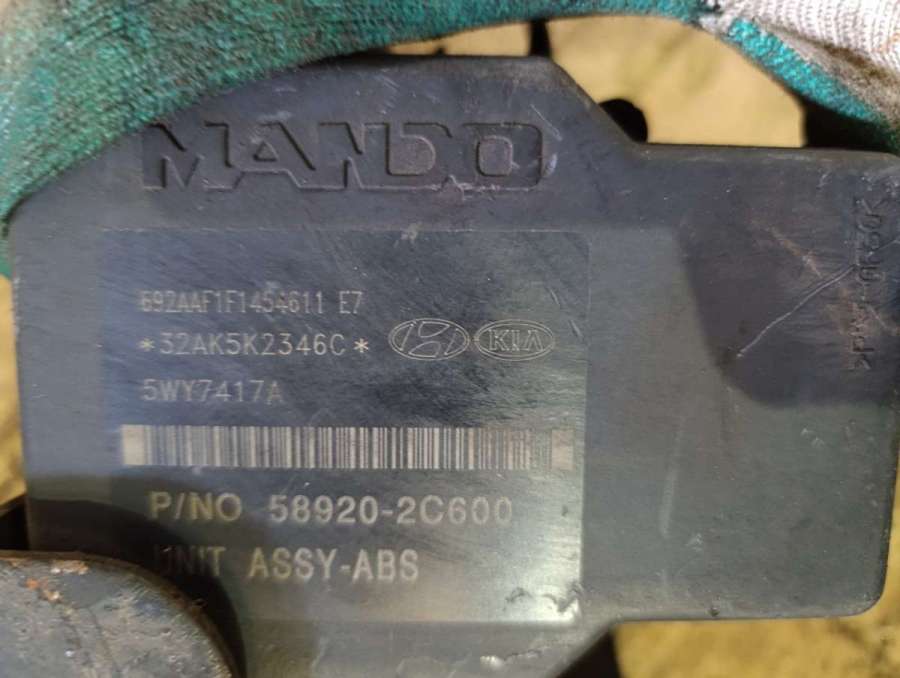 MANDO
692AAF1F1454611 E7
*32AK5K2346C* KIA
5WY7417A
P/NO 58920-2C600
UNIT ASSY-ABS